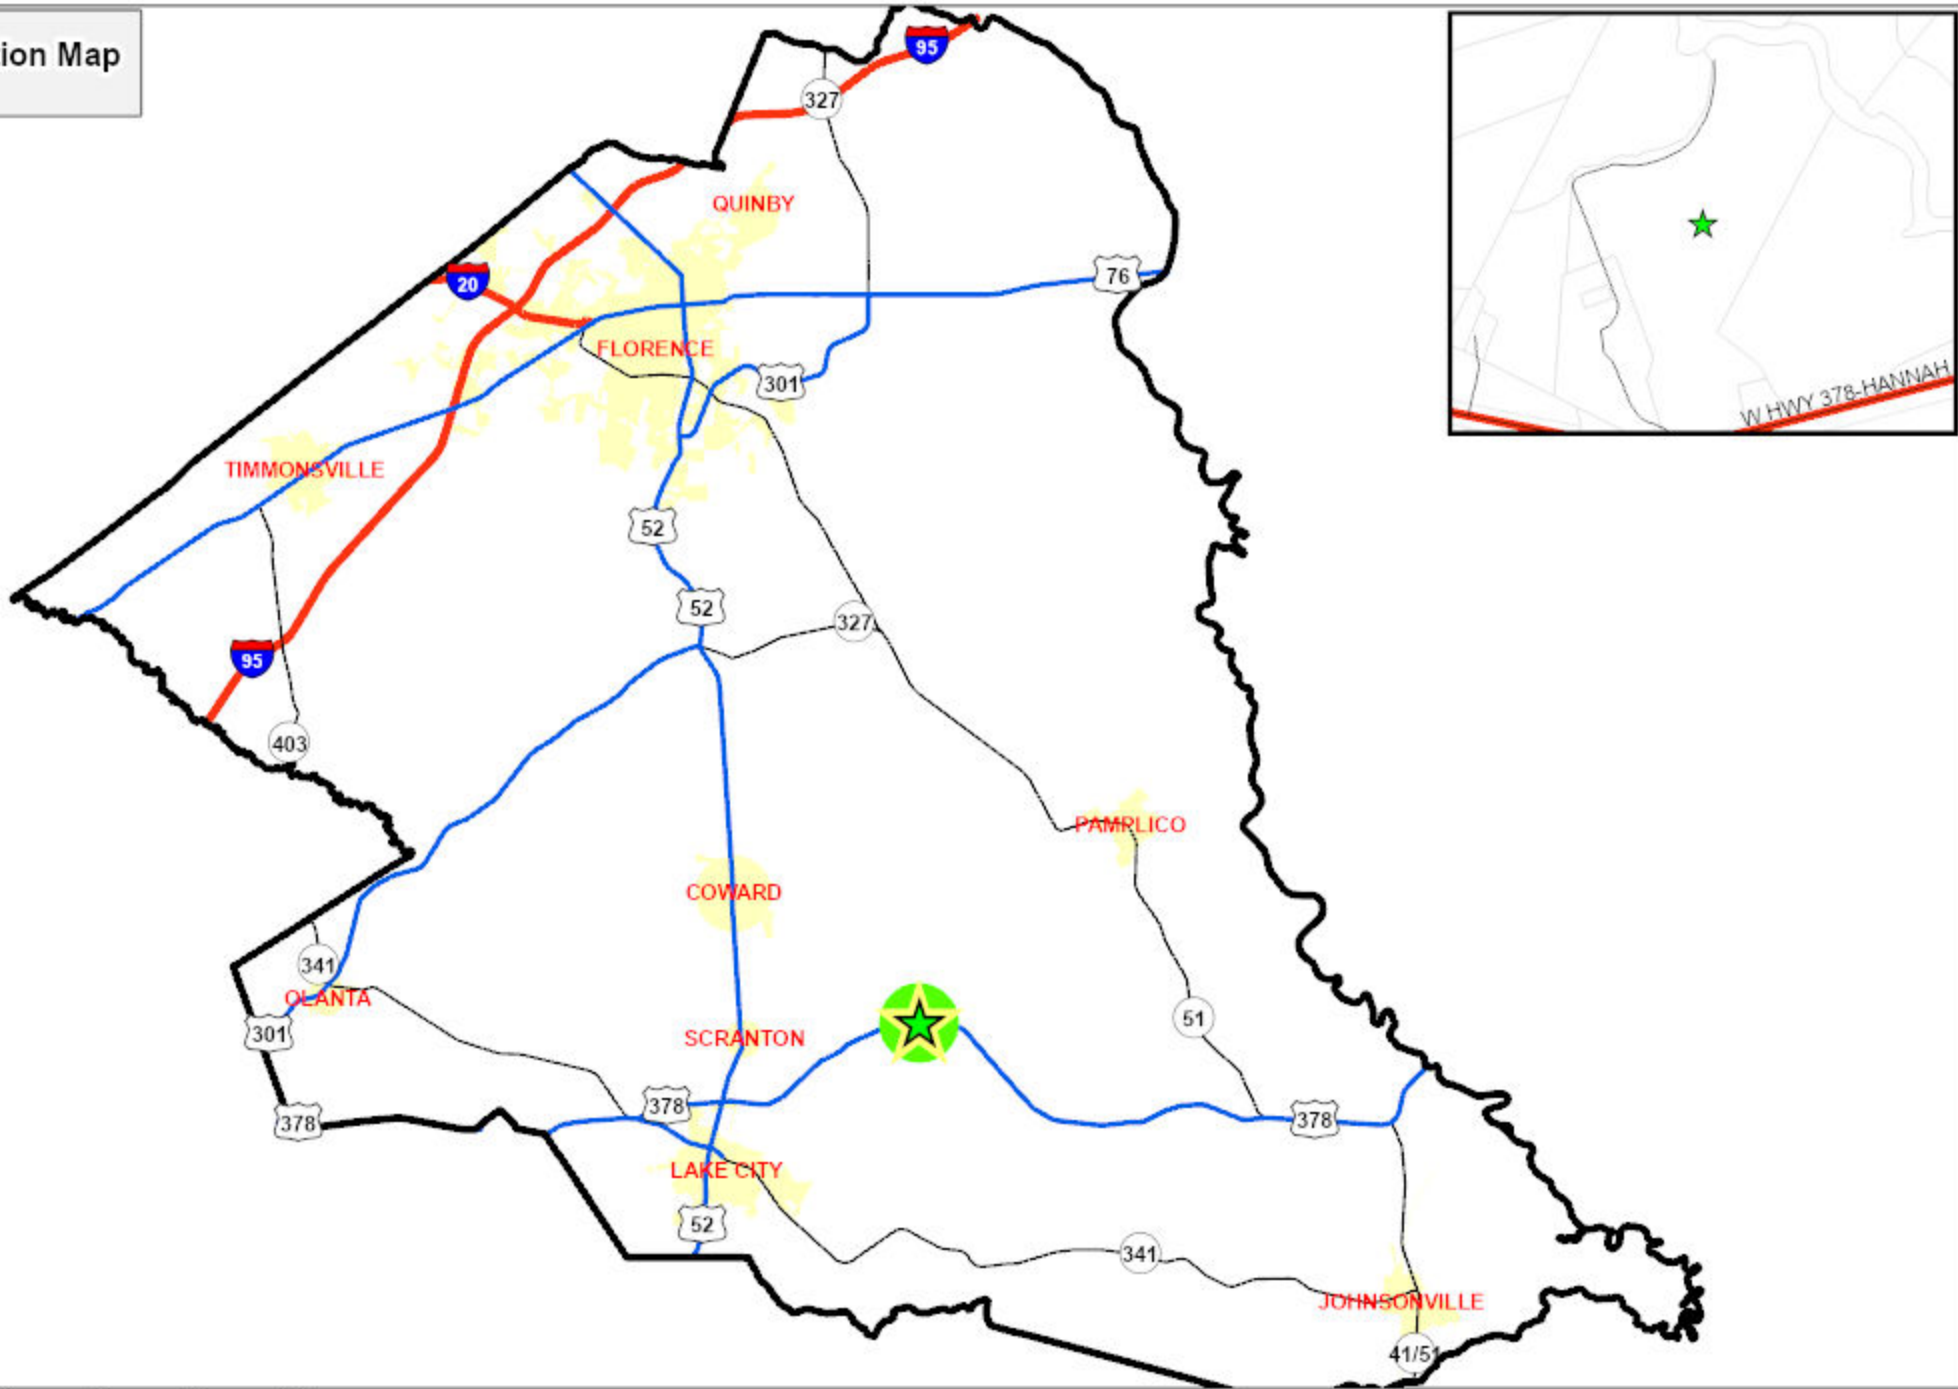 ion Map
95
327
QUINBY
20
76
FLORENCE
301
W HWY 378-HANNAH
TIMMONSVILLE
52
52
327
95
403
PAMPLICO
COWARD
341
OLANTA
51
301
SCRANTON
378
378
378
LAKE CITY
52
341
JOHNSONVILLE
41/51